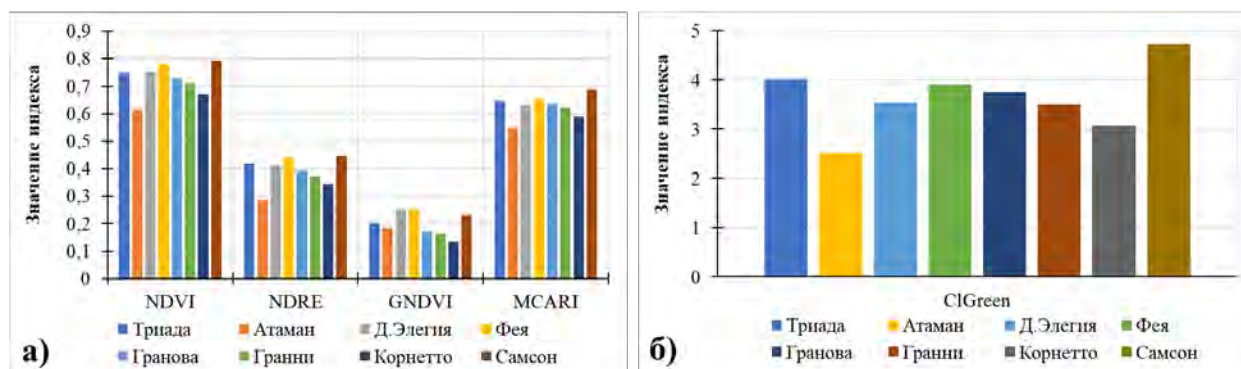 Значение индекса
0,9
0,8
0,7
0,6
0,5
0,4
0,3
0,2
0,1
0
NDVI NDRE GNDVI MCARI
Триада Атаман Д.Элегия Фея
Гранова Гранни Корнетто Самсон
а)
Значение индекса
5
4
3
2
1
0
ClGreen
Триада Атаман Д.Элегия Фея
Гранова Гранни Корнетто Самсон
б)